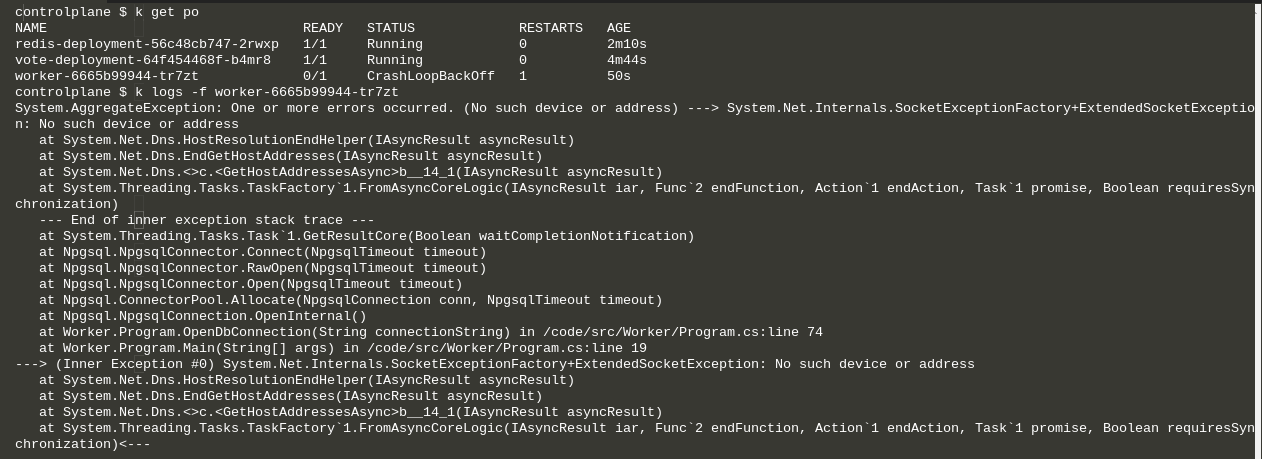 controlplane $ k get po
NAME                                READY   STATUS             RESTARTS   AGE
redis-deployment-56c48cb747-2rwxp   1/1     Running            0          2m10s
vote-deployment-64f454468f-b4mr8    1/1     Running            0          4m44s
worker-6665b99944-tr7zt             0/1     CrashLoopBackOff   1          50s
controlplane $ k logs -f worker-6665b99944-tr7zt
System.AggregateException: One or more errors occurred. (No such device or address) ---> System.Net.Internals.SocketExceptionFactory+ExtendedSocketExceptio
n: No such device or address
   at System.Net.Dns.HostResolutionEndHelper(IAsyncResult asyncResult)
   at System.Net.Dns.EndGetHostAddresses(IAsyncResult asyncResult)
   at System.Net.Dns.<>c.<GetHostAddressesAsync>b__14_1(IAsyncResult asyncResult)
   at System.Threading.Tasks.TaskFactory`1.FromAsyncCoreLogic(IAsyncResult iar, Func`2 endFunction, Action`1 endAction, Task`1 promise, Boolean requiresSyn
chronization)
   --- End of inner exception stack trace ---
   at System.Threading.Tasks.Task`1.GetResultCore(Boolean waitCompletionNotification)
   at Npgsql.NpgsqlConnector.Connect(NpgsqlTimeout timeout)
   at Npgsql.NpgsqlConnector.RawOpen(NpgsqlTimeout timeout)
   at Npgsql.NpgsqlConnector.Open(NpgsqlTimeout timeout)
   at Npgsql.ConnectorPool.Allocate(NpgsqlConnection conn, NpgsqlTimeout timeout)
   at Npgsql.NpgsqlConnection.OpenInternal()
   at Worker.Program.OpenDbConnection(String connectionString) in /code/src/Worker/Program.cs:line 74
   at Worker.Program.Main(String[] args) in /code/src/Worker/Program.cs:line 19
---> (Inner Exception #0) System.Net.Internals.SocketExceptionFactory+ExtendedSocketException: No such device or address
   at System.Net.Dns.HostResolutionEndHelper(IAsyncResult asyncResult)
   at System.Net.Dns.EndGetHostAddresses(IAsyncResult asyncResult)
   at System.Net.Dns.<>c.<GetHostAddressesAsync>b__14_1(IAsyncResult asyncResult)
   at System.Threading.Tasks.TaskFactory`1.FromAsyncCoreLogic(IAsyncResult iar, Func`2 endFunction, Action`1 endAction, Task`1 promise, Boolean requiresSyn
chronization)<---